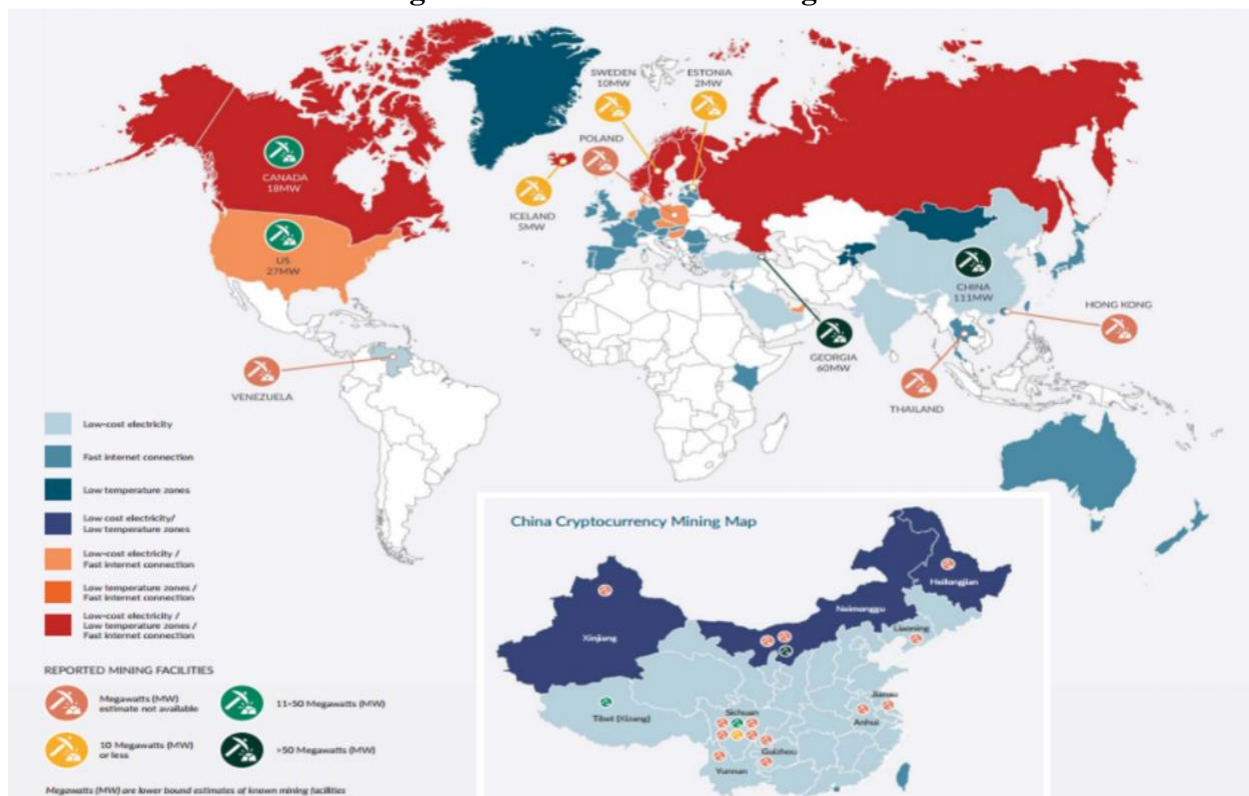 SWEDEN
10MW
ESTONIA
2MW
POLAND
CANADA
18MW
ICELAND
5MW
US
27MW
CHINA
111MW
HONG KONG
GEORGIA
60MW
VENEZUELA
THAILAND
Low-cost electricity
Fast internet connection
Low temperature zones
Low cost electricity/
Low temperature zones
Low-cost electricity /
Fast internet connection
Low temperature zones /
Fast internet connection
Low-cost electricity /
Low temperature zones /
Fast internet connection
REPORTED MINING FACILITIES
Megawatts (MW)
estimate not available
11-50 Megawatts (MW)
10 Megawatts (MW)
or less
>50 Megawatts (MW)
Megawatts (MW) are lower bound estimates of known mining facilities
China Cryptocurrency Mining Map
Heilongjian
Neimonggu
Xinjiang
Liaoning
Tibet (Xizang)
Sichuan
Anhui
Guizhou
Yunnan